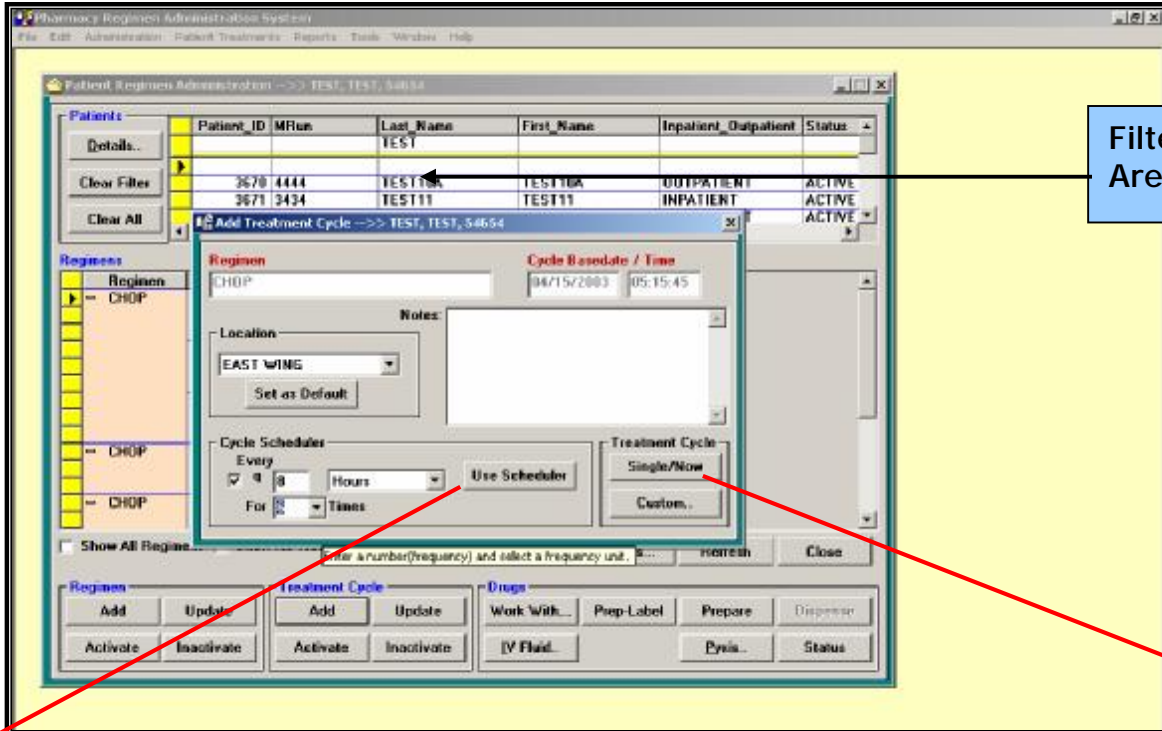 Pharmacy Regimen Administration System
File Edit Administration Patient Treatments Reports Tools Window Help
Patient Regimen Administration -->> TEST, TEST, 54654
Patients
Patient_ID MRun Last_Name First_Name Inpatient_Outpatient Status
Details..
TEST
Clear Filter
3670 4444 TEST10A TEST10A OUTPATIENT ACTIVE
3671 3434 TEST11 TEST11 INPATIENT ACTIVE
Clear All
ACTIVE
Filte
Are
Add Treatment Cycle -->> TEST, TEST, 54654
Regimens
Regimen
CHOP
CHOP
CHOP
Regimen
Cycle Basedate / Time
CHOP
04/15/2003
05:15:45
Notes:
Location
EAST WING
Set as Default
Cycle Scheduler
Every
8 Hours
Use Scheduler
For
Times
Treatment Cycle
Single/Now
Custom..
Show All Regime
Enter a number(frequency) and select a frequency unit.
s...
Refresh
Close
Regimen
Add Update
Activate Inactivate
Treatment Cycle
Add Update
Activate Inactivate
Drugs
Work With... Prep-Label Prepare Dispense
IV Fluid.. Pyxis.. Status